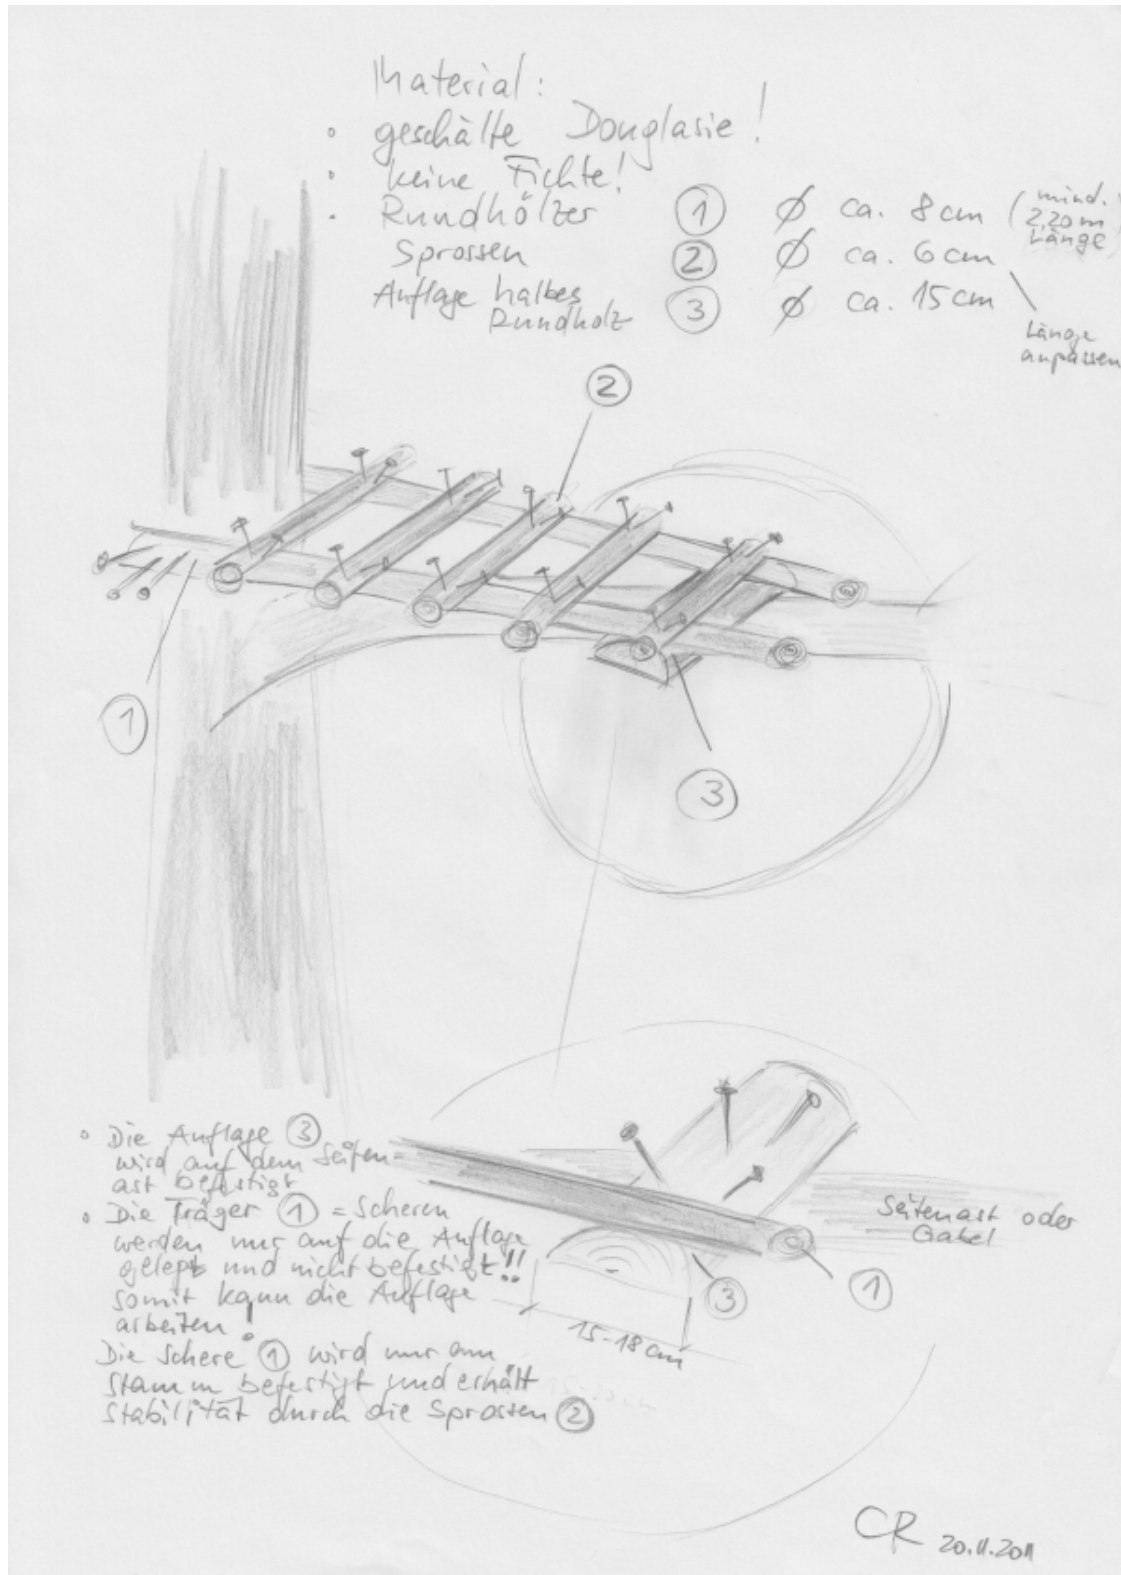 Material:
• geschälte Douglasie!
• keine Fichte!
• Rundhölzer ① Ø ca. 8 cm (mind. 2,20 m Länge)
Sprossen ② Ø ca. 6 cm
Auflage halbes Rundholz ③ Ø ca. 15 cm
Länge
anpassen
②
①
③
• Die Auflage ③
wird auf dem Seiten-
ast befestigt
• Die Träger ① = Scheren
werden nur auf die Auflage
gelegt und nicht befestigt!!
somit kann die Auflage
arbeiten!
Die Schere ① wird nur am
Stamm befestigt und erhält
Stabilität durch die Sprossen ②
Seitenast oder
Gabel
①
③
15-18 cm
CR 20.11.2011